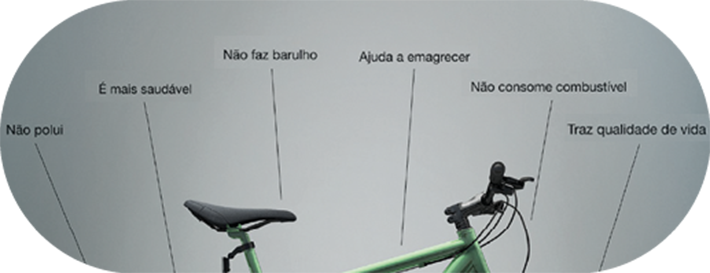 Não faz barulho
Ajuda a emagrecer
É mais saudável
Não consome combustível
Não polui
Traz qualidade de vida